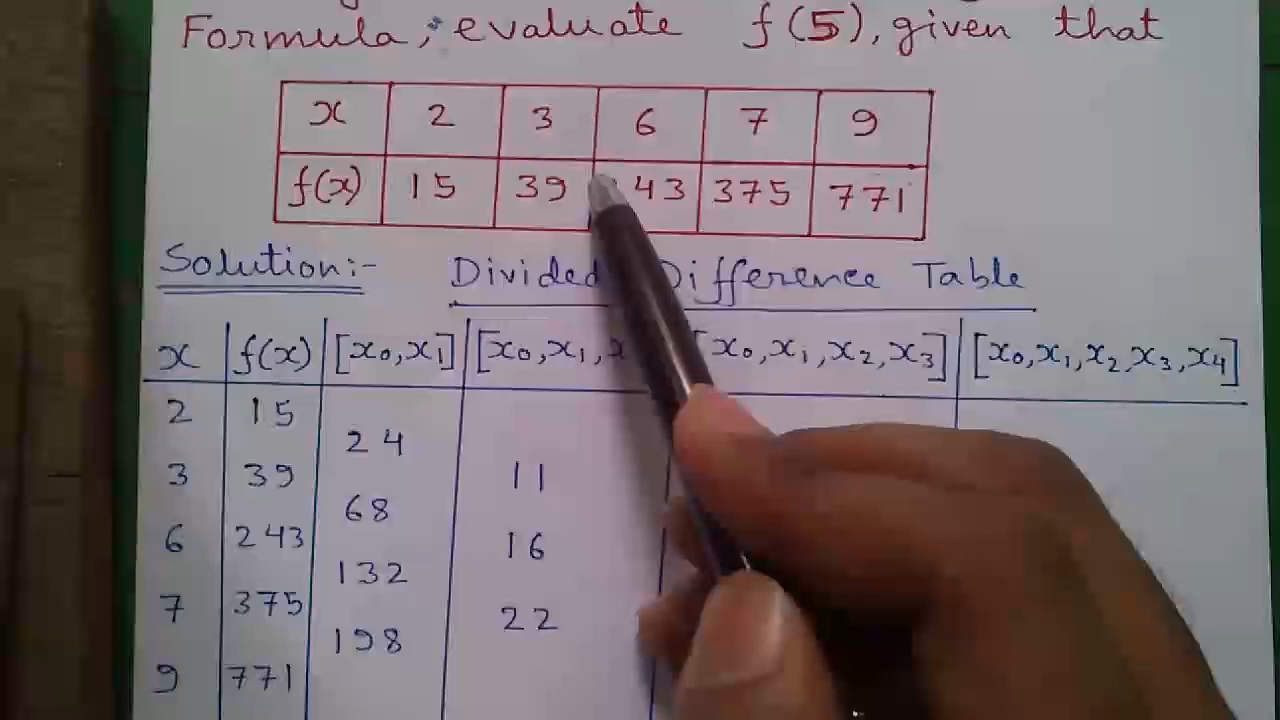 Formula, evaluate f(5), given that
x 2 3 6 7 9
f(x) 15 39 43 375 771
Solution:- Divided Difference Table
x f(x) [x₀,x₁] [x₀,x₁,x [x₀,x₁,x₂,x₃] [x₀,x₁,x₂,x₃,x₄]
2 15
24
3 39 11
68
6 243 16
132
7 375 22
198
9 771